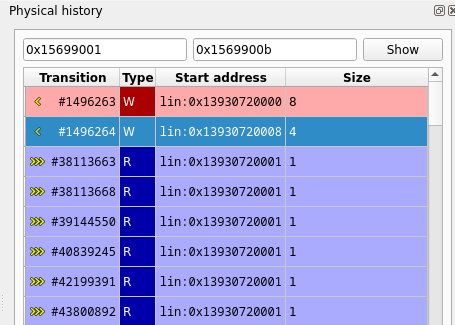 Physical history
0x15699001 0x1569900b Show
Transition Type Start address Size
#1496263 W lin:0x13930720000 8
#1496264 W lin:0x13930720008 4
#38113663 R lin:0x13930720001 1
#38113668 R lin:0x13930720001 1
#39144550 R lin:0x13930720001 1
#40839245 R lin:0x13930720001 1
#42199391 R lin:0x13930720001 1
#43800892 R lin:0x13930720001 1